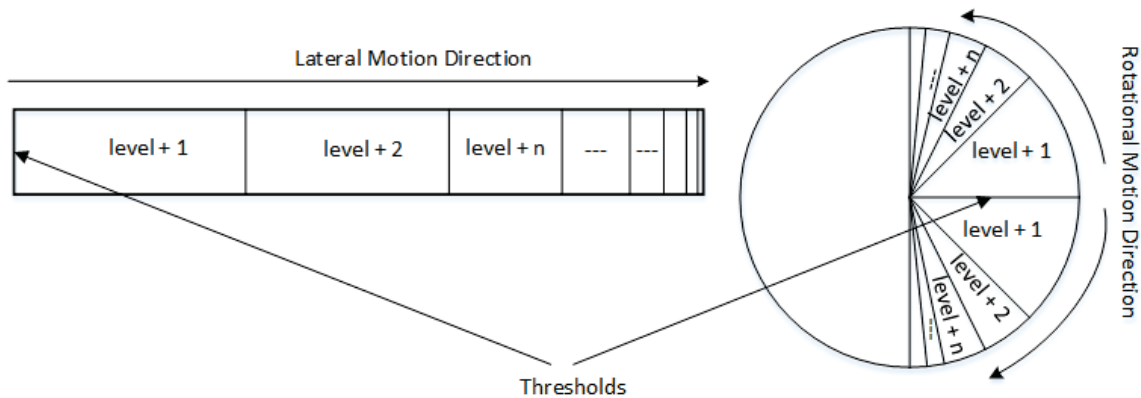 Lateral Motion Direction
level + 1
level + 2
level + n
---
---
---
level + n
level + 2
level + 1
level + 1
level + 2
level + n
---
Rotational Motion Direction
Thresholds